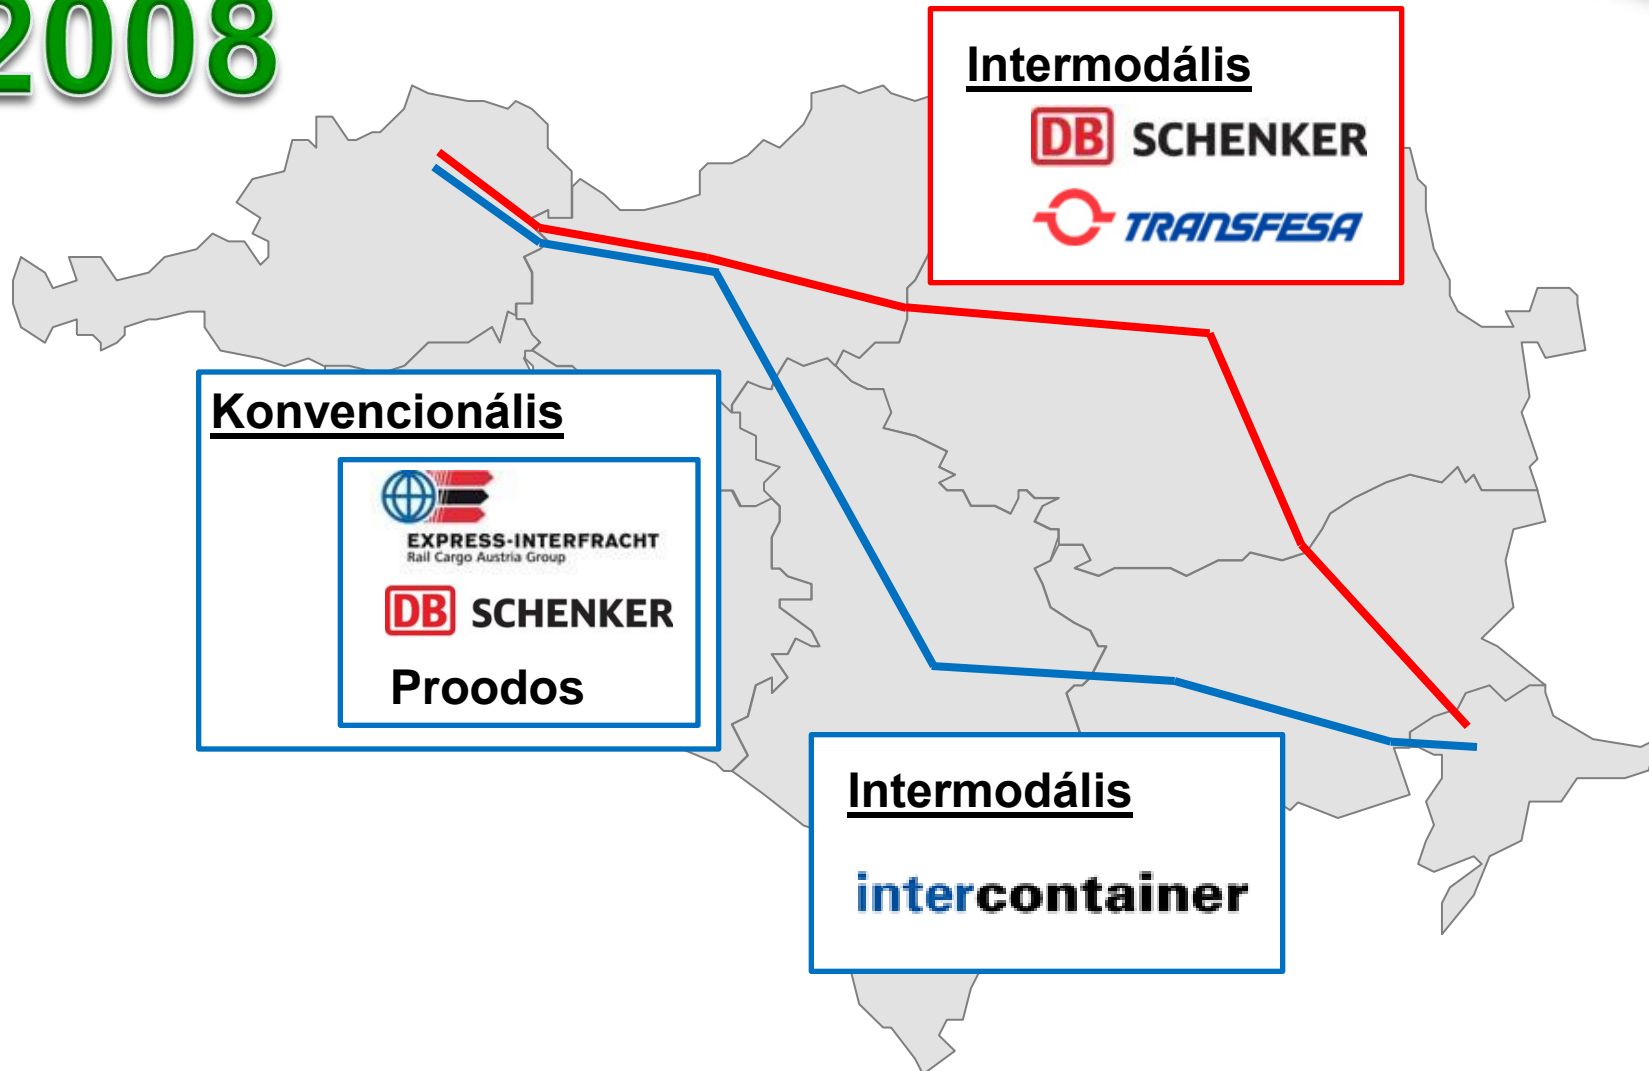 2008
Intermodális
DB SCHENKER
TRANSFESA
Konvencionális
EXPRESS-INTERFRACHT
Rail Cargo Austria Group
DB SCHENKER
Proodos
Intermodális
intercontainer